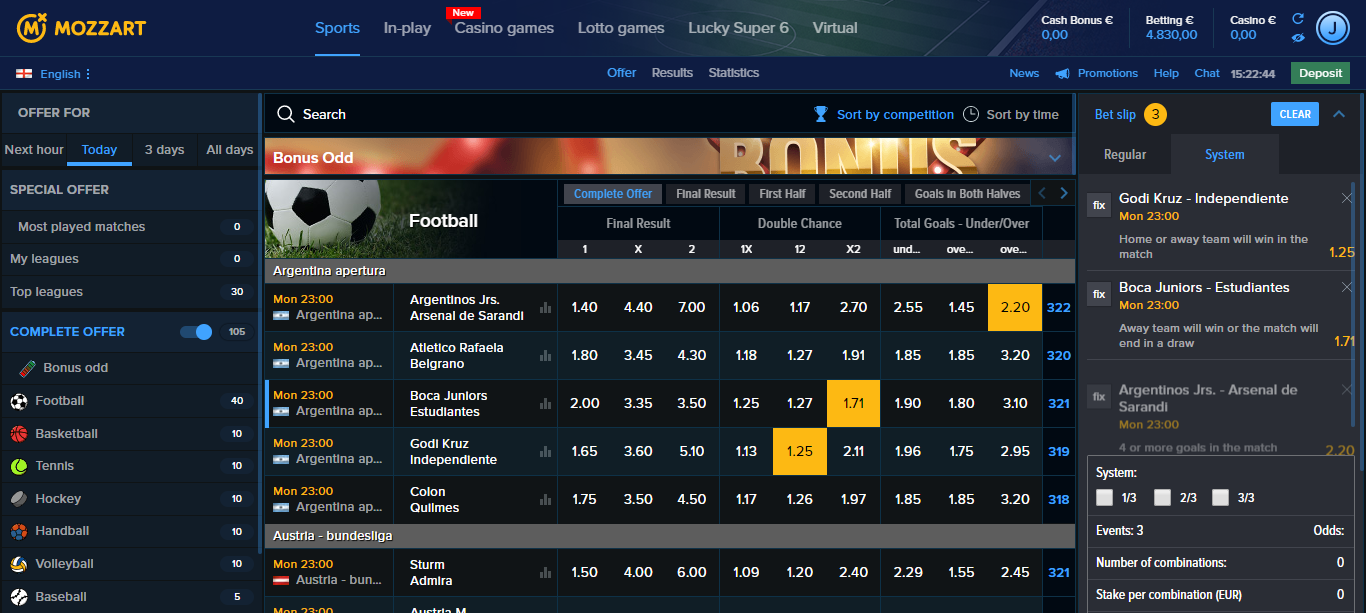 MOZZART
Sports
In-play
New
Casino games
Lotto games
Lucky Super 6
Virtual
Cash Bonus €
0,00
Betting €
4.830,00
Casino €
0,00
J
English
Offer
Results
Statistics
News
Promotions
Help
Chat
15:22:44
Deposit
OFFER FOR
Next hour
Today
3 days
All days
SPECIAL OFFER
Most played matches 0
My leagues 0
Top leagues 30
COMPLETE OFFER 105
Bonus odd
Football 40
Basketball 10
Tennis 10
Hockey 10
Handball 10
Volleyball 10
Baseball 5
Search
Sort by competition
Sort by time
Bonus Odd
BONUS
Football
Complete Offer
Final Result
First Half
Second Half
Goals in Both Halves
Final Result
Double Chance
Total Goals - Under/Over
1 X 2 1X 12 X2 und... ove... ove...
Argentina apertura
Mon 23:00
Argentina ap...
Argentinos Jrs.
Arsenal de Sarandi
1.40 4.40 7.00 1.06 1.17 2.70 2.55 1.45 2.20 322
Mon 23:00
Argentina ap...
Atletico Rafaela
Belgrano
1.80 3.45 4.30 1.18 1.27 1.91 1.85 1.85 3.20 320
Mon 23:00
Argentina ap...
Boca Juniors
Estudiantes
2.00 3.35 3.50 1.25 1.27 1.71 1.90 1.80 3.10 321
Mon 23:00
Argentina ap...
Godi Kruz
Independiente
1.65 3.60 5.10 1.13 1.25 2.11 1.96 1.75 2.95 319
Mon 23:00
Argentina ap...
Colon
Quilmes
1.75 3.50 4.50 1.17 1.26 1.97 1.85 1.85 3.20 318
Austria - bundesliga
Mon 23:00
Austria - bun...
Sturm
Admira
1.50 4.00 6.00 1.09 1.20 2.40 2.29 1.55 2.45 321
Mon 23:00
Austria M
Bet slip 3
CLEAR
Regular
System
fix
Godi Kruz - Independiente
Mon 23:00
Home or away team will win in the
match
1.25
fix
Boca Juniors - Estudiantes
Mon 23:00
Away team will win or the match will
end in a draw
1.71
fix
Argentinos Jrs. - Arsenal de
Sarandi
Mon 23:00
4 or more goals in the match
2.20
System:
1/3 2/3 3/3
Events: 3 Odds:
Number of combinations: 0
Stake per combination (EUR) 0